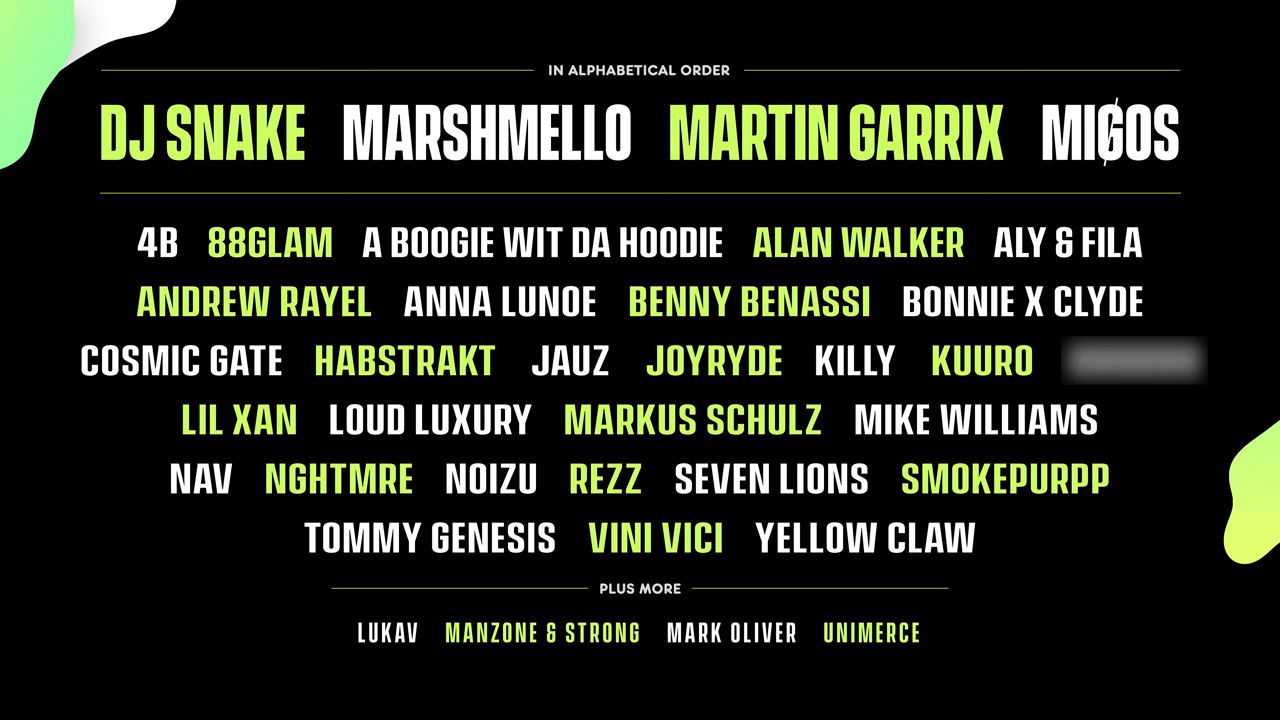 IN ALPHABETICAL ORDER
DJ SNAKE MARSHMELLO MARTIN GARRIX MIGOS
4B 88GLAM A BOOGIE WIT DA HOODIE ALAN WALKER ALY & FILA
ANDREW RAYEL ANNA LUNOE BENNY BENASSI BONNIE X CLYDE
COSMIC GATE HABSTRAKT JAUZ JOYRYDE KILLY KUURO
LIL XAN LOUD LUXURY MARKUS SCHULZ MIKE WILLIAMS
NAV NGHTMRE NOIZU REZZ SEVEN LIONS SMOKEPURPP
TOMMY GENESIS VINI VICI YELLOW CLAW
PLUS MORE
LUKAV MANZONE & STRONG MARK OLIVER UNIMERCE